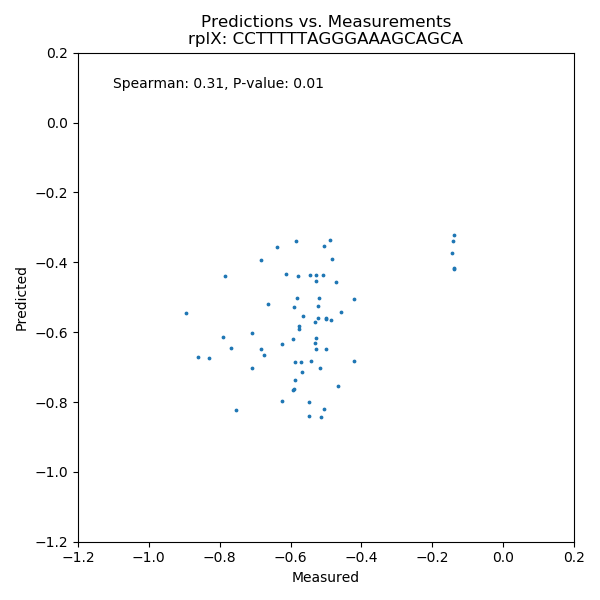 Predictions vs. Measurements
rplX: CCTTTTTAGGGAAAGCAGCA
Spearman: 0.31, P-value: 0.01
0.2
0.0
−0.2
−0.4
−0.6
−0.8
−1.0
−1.2
Predicted
−1.2 −1.0 −0.8 −0.6 −0.4 −0.2 0.0 0.2
Measured